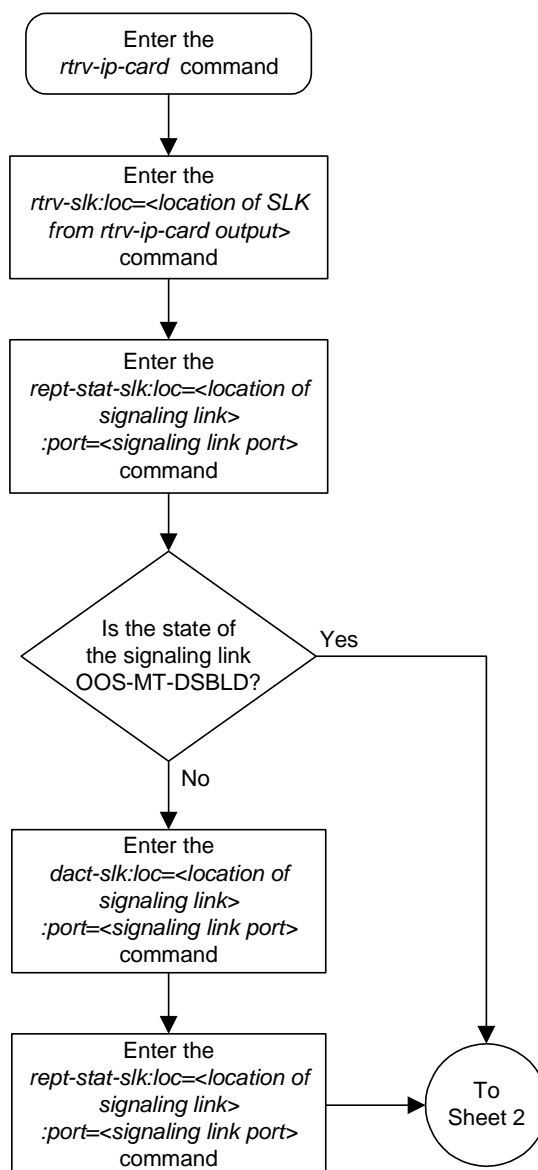 Enter the
rtrv-ip-card command
Enter the
rtrv-slk:loc=<location of SLK
from rtrv-ip-card output>
command
Enter the
rept-stat-slk:loc=<location of
signaling link>
:port=<signaling link port>
command
Is the state of
the signaling link
OOS-MT-DSBLD?
Yes
No
Enter the
dact-slk:loc=<location of
signaling link>
:port=<signaling link port>
command
Enter the
rept-stat-slk:loc=<location of
signaling link>
:port=<signaling link port>
command
To
Sheet 2